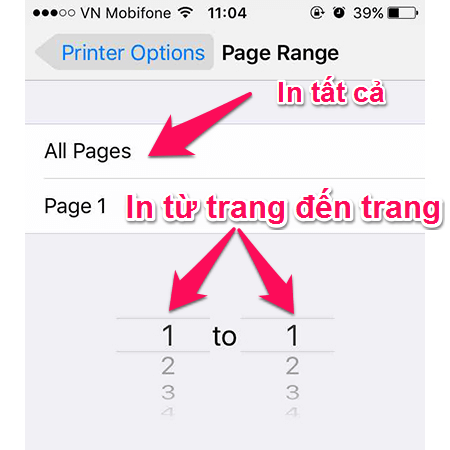 VN Mobifone 11:04 39%
Printer Options Page Range
In tất cả
All Pages
Page 1 In từ trang đến trang
1 to 1
2 2
3 3
4 4